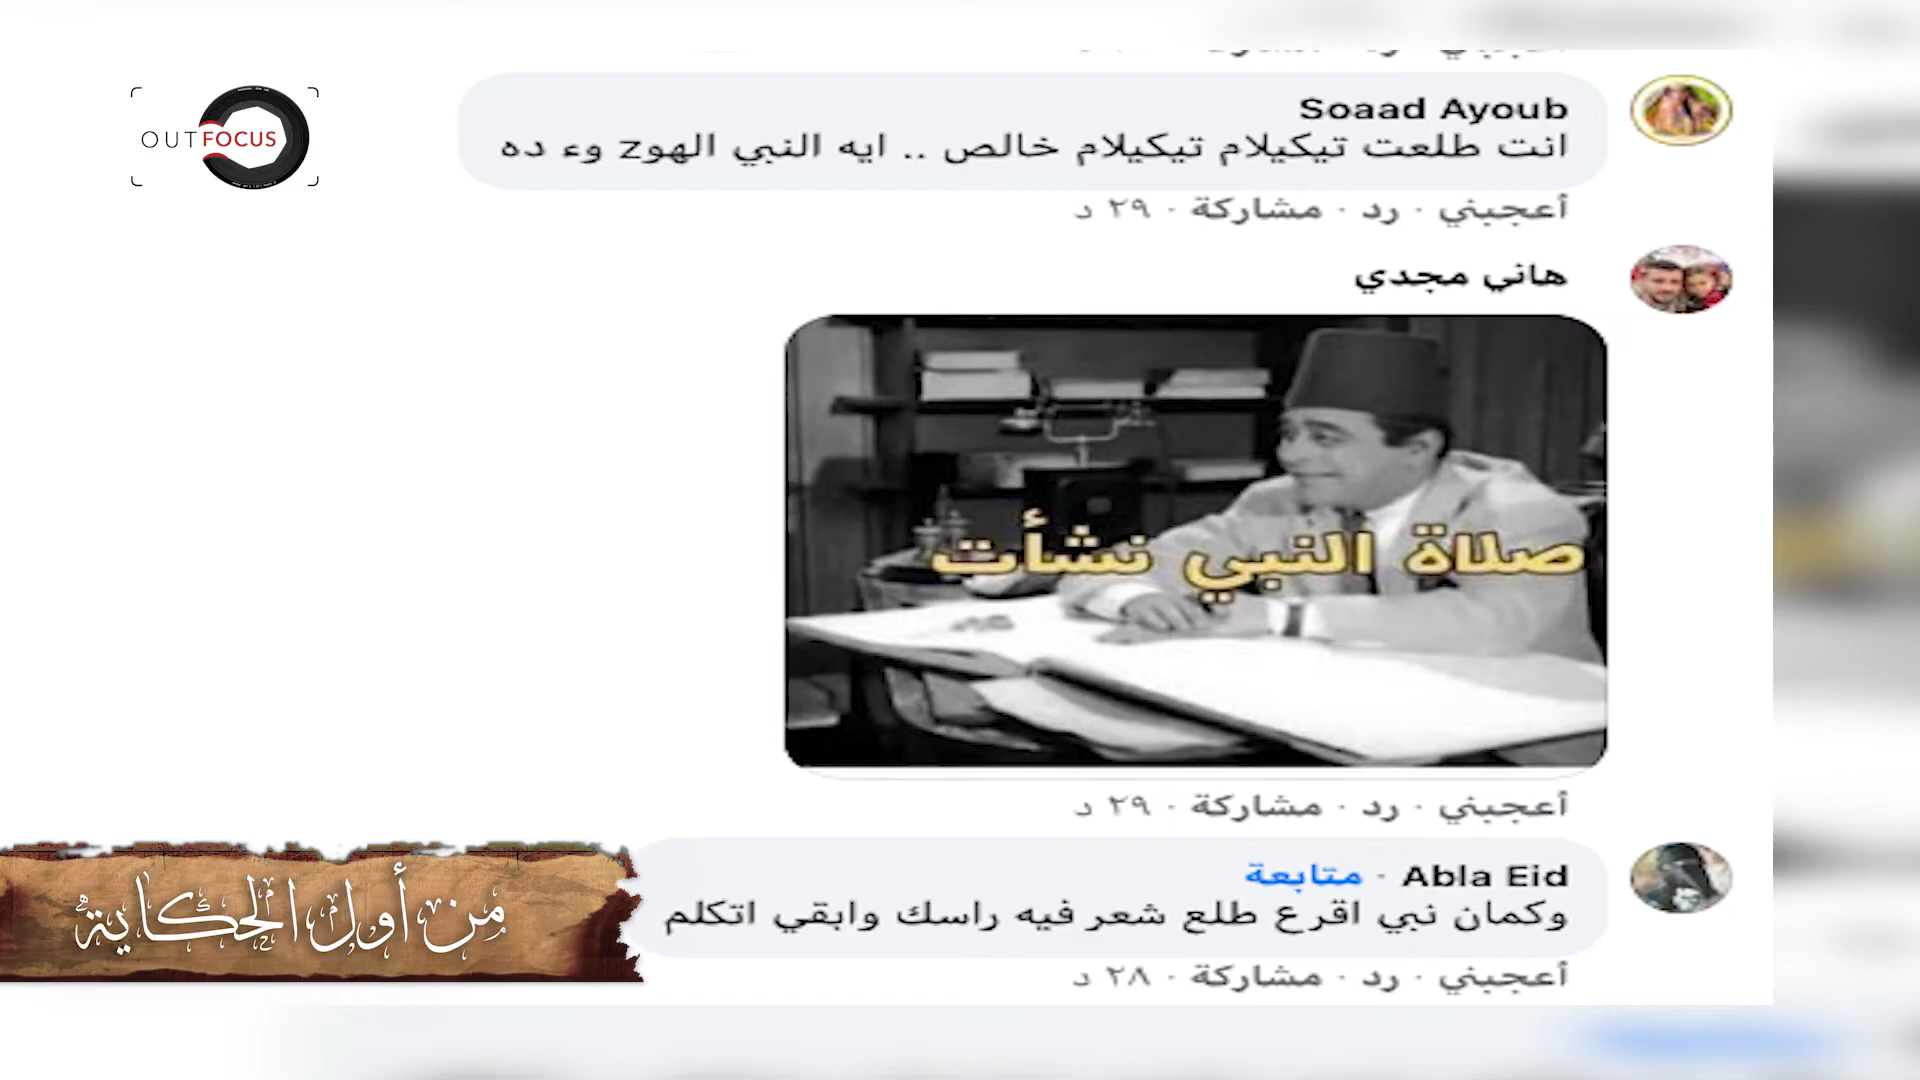 OUTFOCUS
Soaad Ayoub
انت طلعت تيكيلام تيكيلام خالص .. ايه النبي الهوz وء ده
أعجبني · رد · مشاركة · ٢٩ د
هاني مجدي
صلاة النبي نشأت
أعجبني · رد · مشاركة · ٢٩ د
Abla Eid · متابعة
وكمان نبي اقرع طلع شعر فيه راسك وابقي اتكلم
أعجبني · رد · مشاركة · ٢٨ د
من أول الحكاية